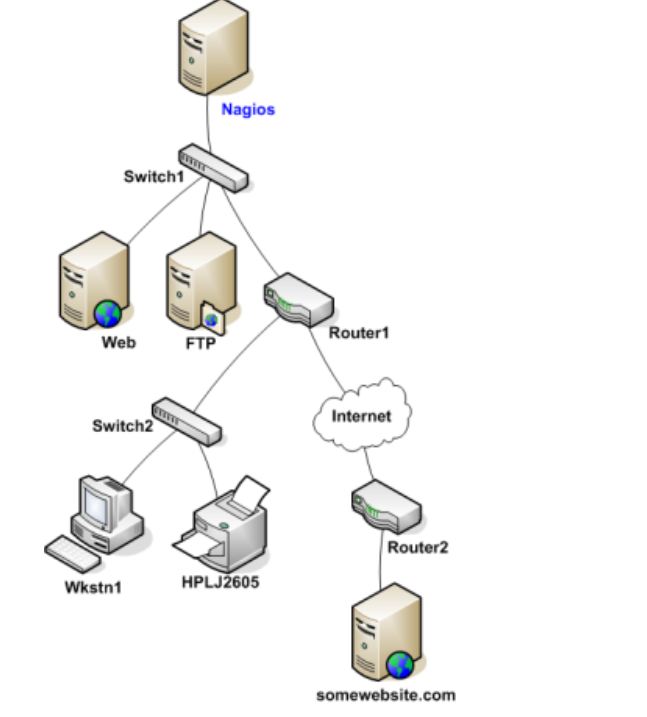 Nagios
Switch1
Web
FTP
Router1
Switch2
Internet
Wkstn1
HPLJ2605
Router2
somewebsite.com